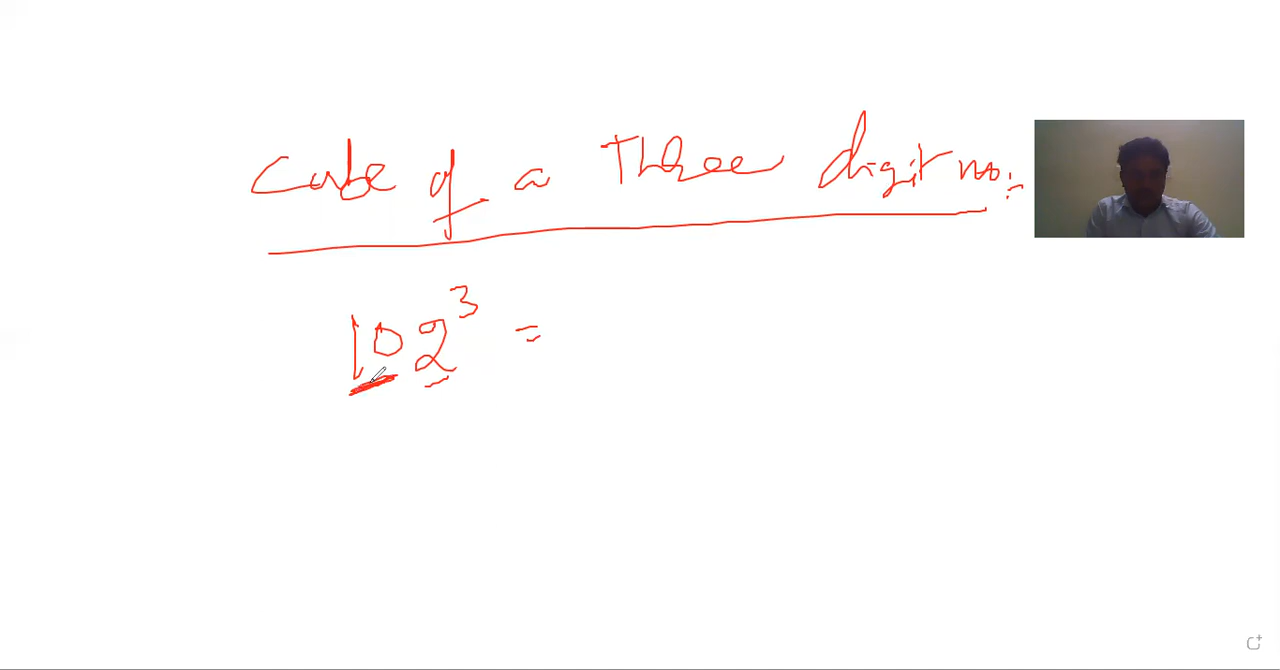 Cube of a Three digit no:-
102³ =